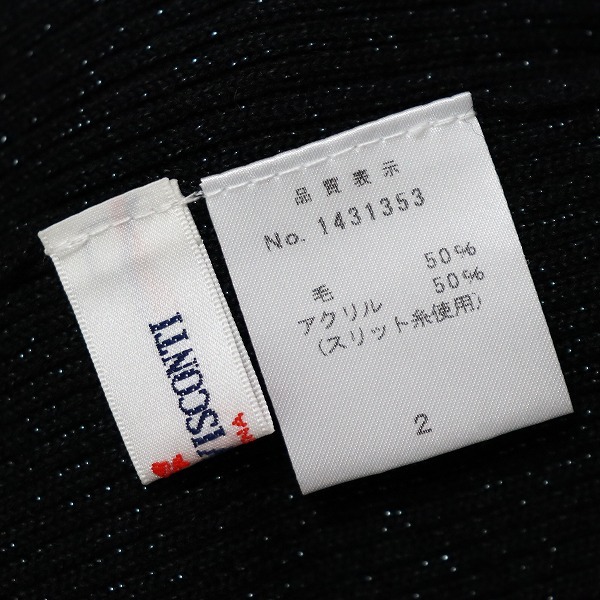 VISCONTI
品質表示
No. 1431353
毛 50%
アクリル 50%
(スリット糸使用)
2